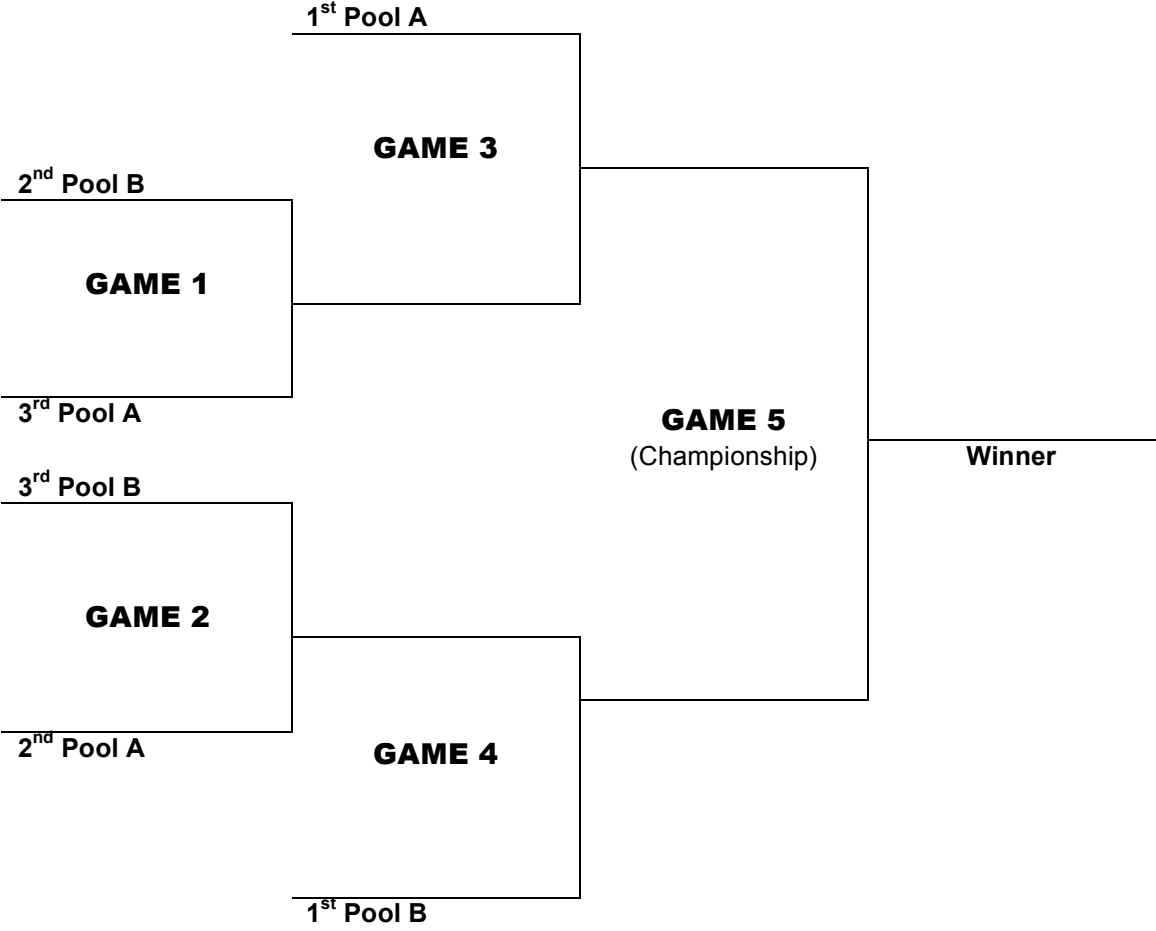 1st Pool A
GAME 3
2nd Pool B
GAME 1
3rd Pool A
GAME 5
(Championship)
Winner
3rd Pool B
GAME 2
2nd Pool A
GAME 4
1st Pool B